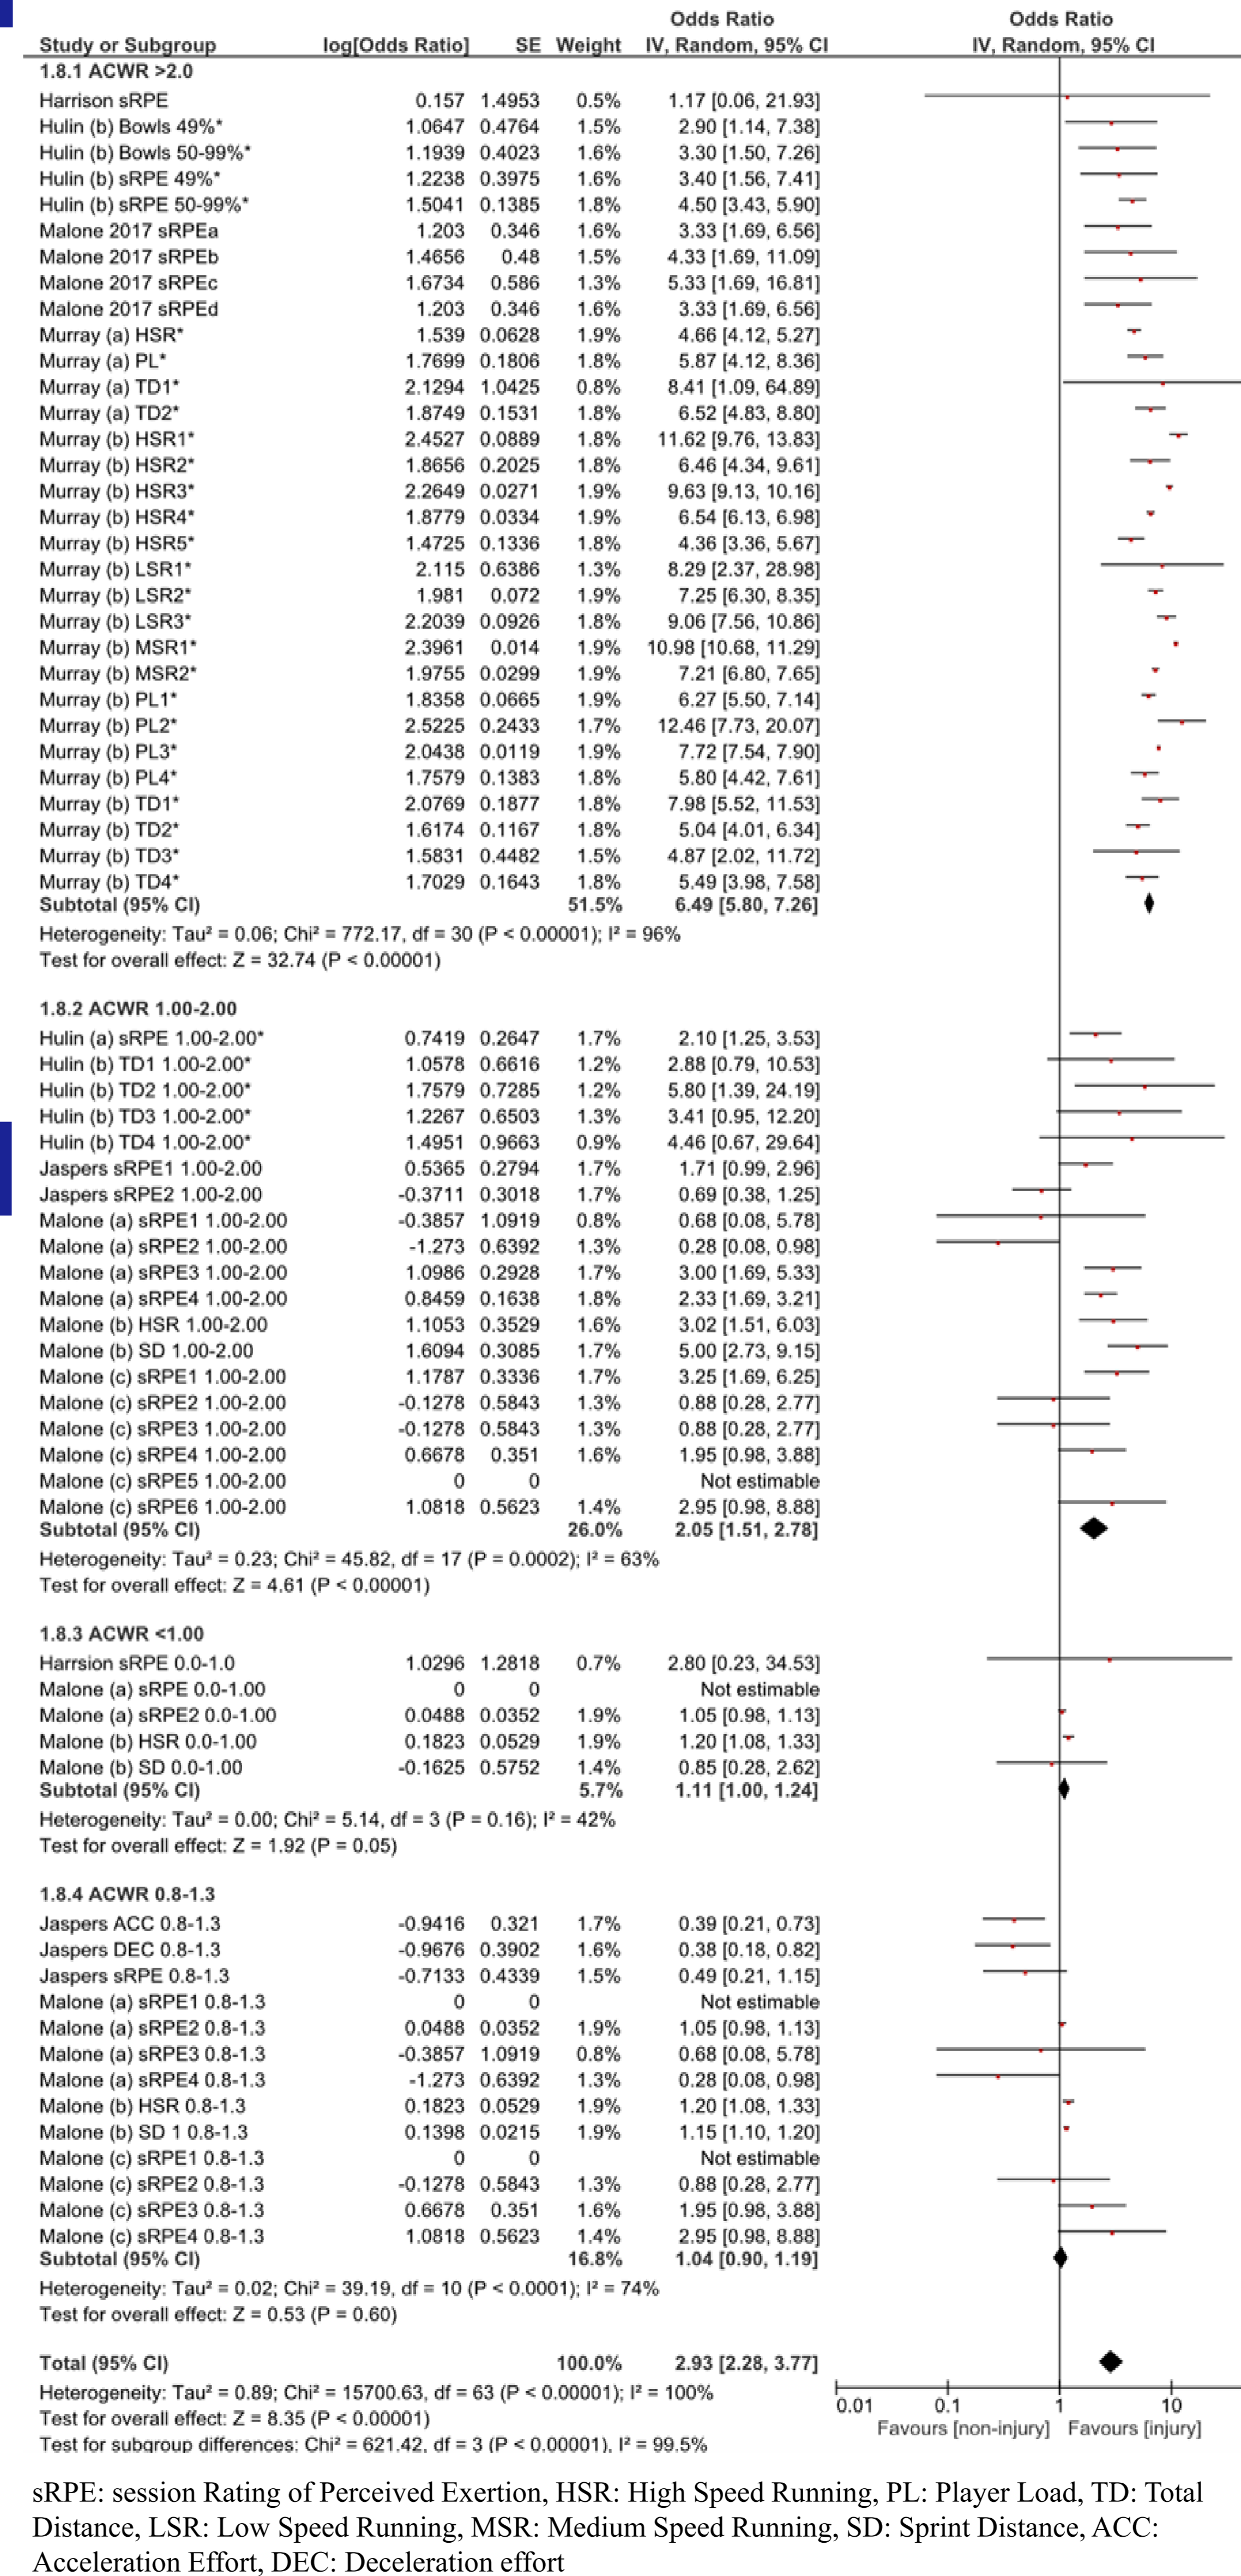 Odds Ratio Odds Ratio
Study or Subgroup log[Odds Ratio] SE Weight IV, Random, 95% CI IV, Random, 95% CI
1.8.1 ACWR >2.0
Harrison sRPE 0.157 1.4953 0.5% 1.17 [0.06, 21.93]
Hulin (b) Bowls 49%* 1.0647 0.4764 1.5% 2.90 [1.14, 7.38]
Hulin (b) Bowls 50-99%* 1.1939 0.4023 1.6% 3.30 [1.50, 7.26]
Hulin (b) sRPE 49%* 1.2238 0.3975 1.6% 3.40 [1.56, 7.41]
Hulin (b) sRPE 50-99%* 1.5041 0.1385 1.8% 4.50 [3.43, 5.90]
Malone 2017 sRPEa 1.203 0.346 1.6% 3.33 [1.69, 6.56]
Malone 2017 sRPEb 1.4656 0.48 1.5% 4.33 [1.69, 11.09]
Malone 2017 sRPEc 1.6734 0.586 1.3% 5.33 [1.69, 16.81]
Malone 2017 sRPEd 1.203 0.346 1.6% 3.33 [1.69, 6.56]
Murray (a) HSR* 1.539 0.0628 1.9% 4.66 [4.12, 5.27]
Murray (a) PL* 1.7699 0.1806 1.8% 5.87 [4.12, 8.36]
Murray (a) TD1* 2.1294 1.0425 0.8% 8.41 [1.09, 64.89]
Murray (a) TD2* 1.8749 0.1531 1.8% 6.52 [4.83, 8.80]
Murray (b) HSR1* 2.4527 0.0889 1.8% 11.62 [9.76, 13.83]
Murray (b) HSR2* 1.8656 0.2025 1.8% 6.46 [4.34, 9.61]
Murray (b) HSR3* 2.2649 0.0271 1.9% 9.63 [9.13, 10.16]
Murray (b) HSR4* 1.8779 0.0334 1.9% 6.54 [6.13, 6.98]
Murray (b) HSR5* 1.4725 0.1336 1.8% 4.36 [3.36, 5.67]
Murray (b) LSR1* 2.115 0.6386 1.3% 8.29 [2.37, 28.98]
Murray (b) LSR2* 1.981 0.072 1.9% 7.25 [6.30, 8.35]
Murray (b) LSR3* 2.2039 0.0926 1.8% 9.06 [7.56, 10.86]
Murray (b) MSR1* 2.3961 0.014 1.9% 10.98 [10.68, 11.29]
Murray (b) MSR2* 1.9755 0.0299 1.9% 7.21 [6.80, 7.65]
Murray (b) PL1* 1.8358 0.0665 1.9% 6.27 [5.50, 7.14]
Murray (b) PL2* 2.5225 0.2433 1.7% 12.46 [7.73, 20.07]
Murray (b) PL3* 2.0438 0.0119 1.9% 7.72 [7.54, 7.90]
Murray (b) PL4* 1.7579 0.1383 1.8% 5.80 [4.42, 7.61]
Murray (b) TD1* 2.0769 0.1877 1.8% 7.98 [5.52, 11.53]
Murray (b) TD2* 1.6174 0.1167 1.8% 5.04 [4.01, 6.34]
Murray (b) TD3* 1.5831 0.4482 1.5% 4.87 [2.02, 11.72]
Murray (b) TD4* 1.7029 0.1643 1.8% 5.49 [3.98, 7.58]
Subtotal (95% CI) 51.5% 6.49 [5.80, 7.26]
Heterogeneity: Tau² = 0.06; Chi² = 772.17, df = 30 (P < 0.00001); I² = 96%
Test for overall effect: Z = 32.74 (P < 0.00001)
1.8.2 ACWR 1.00-2.00
Hulin (a) sRPE 1.00-2.00* 0.7419 0.2647 1.7% 2.10 [1.25, 3.53]
Hulin (b) TD1 1.00-2.00* 1.0578 0.6616 1.2% 2.88 [0.79, 10.53]
Hulin (b) TD2 1.00-2.00* 1.7579 0.7285 1.2% 5.80 [1.39, 24.19]
Hulin (b) TD3 1.00-2.00* 1.2267 0.6503 1.3% 3.41 [0.95, 12.20]
Hulin (b) TD4 1.00-2.00* 1.4951 0.9663 0.9% 4.46 [0.67, 29.64]
Jaspers sRPE1 1.00-2.00 0.5365 0.2794 1.7% 1.71 [0.99, 2.96]
Jaspers sRPE2 1.00-2.00 -0.3711 0.3018 1.7% 0.69 [0.38, 1.25]
Malone (a) sRPE1 1.00-2.00 -0.3857 1.0919 0.8% 0.68 [0.08, 5.78]
Malone (a) sRPE2 1.00-2.00 -1.273 0.6392 1.3% 0.28 [0.08, 0.98]
Malone (a) sRPE3 1.00-2.00 1.0986 0.2928 1.7% 3.00 [1.69, 5.33]
Malone (a) sRPE4 1.00-2.00 0.8459 0.1638 1.8% 2.33 [1.69, 3.21]
Malone (b) HSR 1.00-2.00 1.1053 0.3529 1.6% 3.02 [1.51, 6.03]
Malone (b) SD 1.00-2.00 1.6094 0.3085 1.7% 5.00 [2.73, 9.15]
Malone (c) sRPE1 1.00-2.00 1.1787 0.3336 1.7% 3.25 [1.69, 6.25]
Malone (c) sRPE2 1.00-2.00 -0.1278 0.5843 1.3% 0.88 [0.28, 2.77]
Malone (c) sRPE3 1.00-2.00 -0.1278 0.5843 1.3% 0.88 [0.28, 2.77]
Malone (c) sRPE4 1.00-2.00 0.6678 0.351 1.6% 1.95 [0.98, 3.88]
Malone (c) sRPE5 1.00-2.00 0 0 Not estimable
Malone (c) sRPE6 1.00-2.00 1.0818 0.5623 1.4% 2.95 [0.98, 8.88]
Subtotal (95% CI) 26.0% 2.05 [1.51, 2.78]
Heterogeneity: Tau² = 0.23; Chi² = 45.82, df = 17 (P = 0.0002); I² = 63%
Test for overall effect: Z = 4.61 (P < 0.00001)
1.8.3 ACWR <1.00
Harrsion sRPE 0.0-1.0 1.0296 1.2818 0.7% 2.80 [0.23, 34.53]
Malone (a) sRPE 0.0-1.00 0 0 Not estimable
Malone (a) sRPE2 0.0-1.00 0.0488 0.0352 1.9% 1.05 [0.98, 1.13]
Malone (b) HSR 0.0-1.00 0.1823 0.0529 1.9% 1.20 [1.08, 1.33]
Malone (b) SD 0.0-1.00 -0.1625 0.5752 1.4% 0.85 [0.28, 2.62]
Subtotal (95% CI) 5.7% 1.11 [1.00, 1.24]
Heterogeneity: Tau² = 0.00; Chi² = 5.14, df = 3 (P = 0.16); I² = 42%
Test for overall effect: Z = 1.92 (P = 0.05)
1.8.4 ACWR 0.8-1.3
Jaspers ACC 0.8-1.3 -0.9416 0.321 1.7% 0.39 [0.21, 0.73]
Jaspers DEC 0.8-1.3 -0.9676 0.3902 1.6% 0.38 [0.18, 0.82]
Jaspers sRPE 0.8-1.3 -0.7133 0.4339 1.5% 0.49 [0.21, 1.15]
Malone (a) sRPE1 0.8-1.3 0 0 Not estimable
Malone (a) sRPE2 0.8-1.3 0.0488 0.0352 1.9% 1.05 [0.98, 1.13]
Malone (a) sRPE3 0.8-1.3 -0.3857 1.0919 0.8% 0.68 [0.08, 5.78]
Malone (a) sRPE4 0.8-1.3 -1.273 0.6392 1.3% 0.28 [0.08, 0.98]
Malone (b) HSR 0.8-1.3 0.1823 0.0529 1.9% 1.20 [1.08, 1.33]
Malone (b) SD 1 0.8-1.3 0.1398 0.0215 1.9% 1.15 [1.10, 1.20]
Malone (c) sRPE1 0.8-1.3 0 0 Not estimable
Malone (c) sRPE2 0.8-1.3 -0.1278 0.5843 1.3% 0.88 [0.28, 2.77]
Malone (c) sRPE3 0.8-1.3 0.6678 0.351 1.6% 1.95 [0.98, 3.88]
Malone (c) sRPE4 0.8-1.3 1.0818 0.5623 1.4% 2.95 [0.98, 8.88]
Subtotal (95% CI) 16.8% 1.04 [0.90, 1.19]
Heterogeneity: Tau² = 0.02; Chi² = 39.19, df = 10 (P < 0.0001); I² = 74%
Test for overall effect: Z = 0.53 (P = 0.60)
Total (95% CI) 100.0% 2.93 [2.28, 3.77]
Heterogeneity: Tau² = 0.89; Chi² = 15700.63, df = 63 (P < 0.00001); I² = 100%
0.01 0.1 1 10
Test for overall effect: Z = 8.35 (P < 0.00001)
Favours [non-injury] Favours [injury]
Test for subgroup differences: Chi² = 621.42, df = 3 (P < 0.00001), I² = 99.5%
sRPE: session Rating of Perceived Exertion, HSR: High Speed Running, PL: Player Load, TD: Total
Distance, LSR: Low Speed Running, MSR: Medium Speed Running, SD: Sprint Distance, ACC:
Acceleration Effort, DEC: Deceleration effort